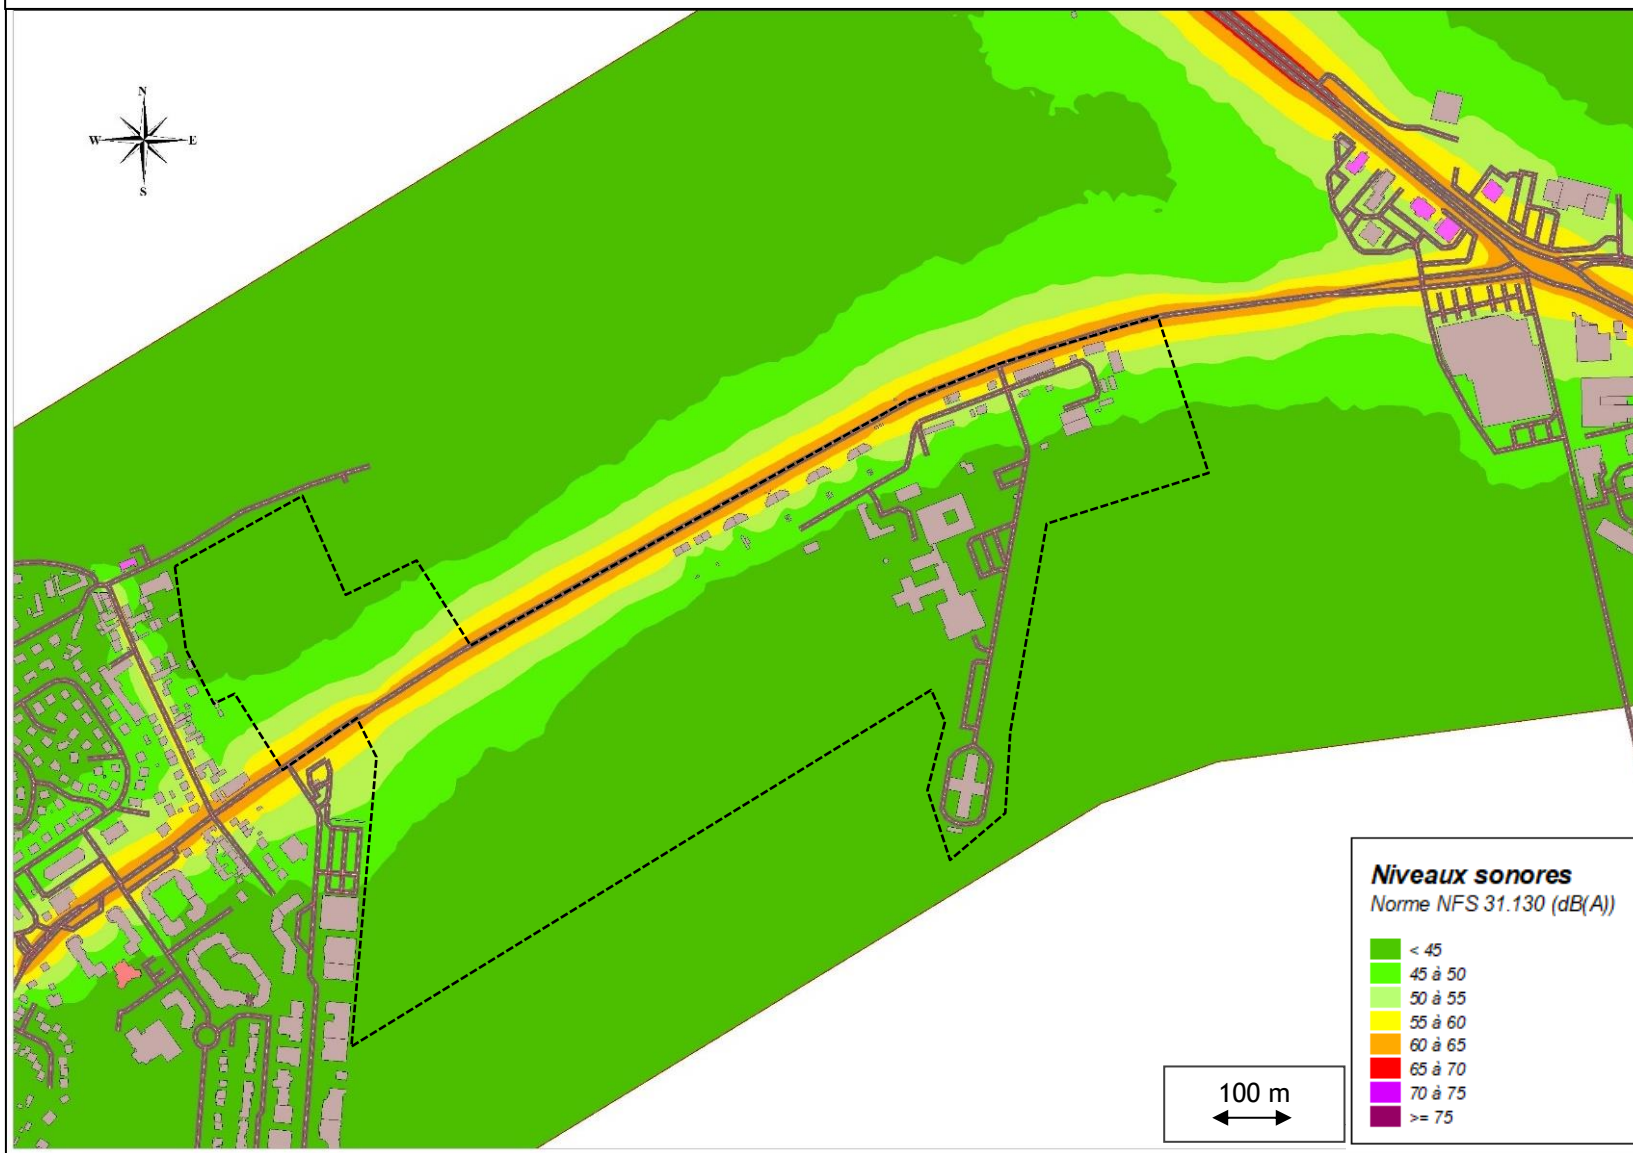 N
W E
S
Niveaux sonores
Norme NFS 31.130 (dB(A))
< 45
45 à 50
50 à 55
55 à 60
60 à 65
65 à 70
70 à 75
>= 75
100 m